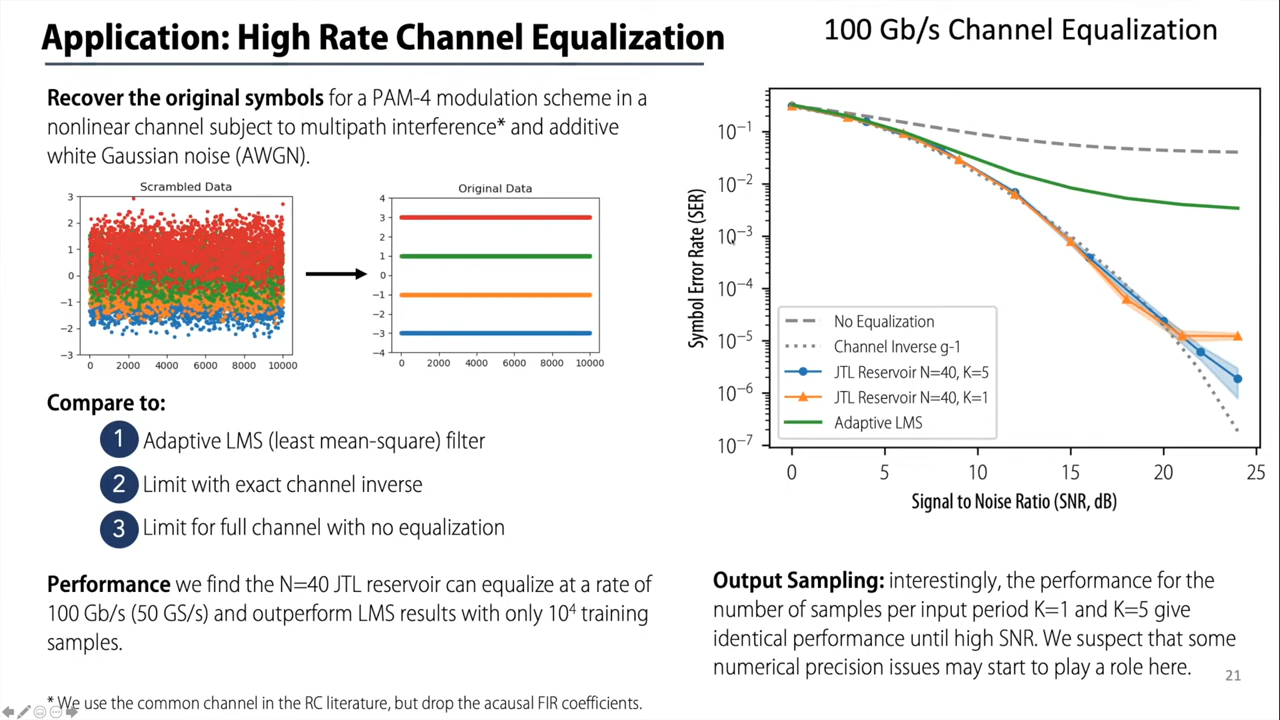 Application: High Rate Channel Equalization
100 Gb/s Channel Equalization
Recover the original symbols for a PAM-4 modulation scheme in a
nonlinear channel subject to multipath interference* and additive
white Gaussian noise (AWGN).
Scrambled Data
3
2
1
0
−1
−2
−3
0 2000 4000 6000 8000 10000
Original Data
4
3
2
1
0
−1
−2
−3
−4
0 2000 4000 6000 8000 10000
Compare to:
1 Adaptive LMS (least mean-square) filter
2 Limit with exact channel inverse
3 Limit for full channel with no equalization
Performance we find the N=40 JTL reservoir can equalize at a rate of
100 Gb/s (50 GS/s) and outperform LMS results with only 10⁴ training
samples.
* We use the common channel in the RC literature, but drop the acausal FIR coefficients.
Symbol Error Rate (SER)
10⁻¹
10⁻²
10⁻³
10⁻⁴
10⁻⁵
10⁻⁶
10⁻⁷
No Equalization
Channel Inverse g-1
JTL Reservoir N=40, K=5
JTL Reservoir N=40, K=1
Adaptive LMS
0 5 10 15 20 25
Signal to Noise Ratio (SNR, dB)
Output Sampling: interestingly, the performance for the
number of samples per input period K=1 and K=5 give
identical performance until high SNR. We suspect that some
numerical precision issues may start to play a role here.
21